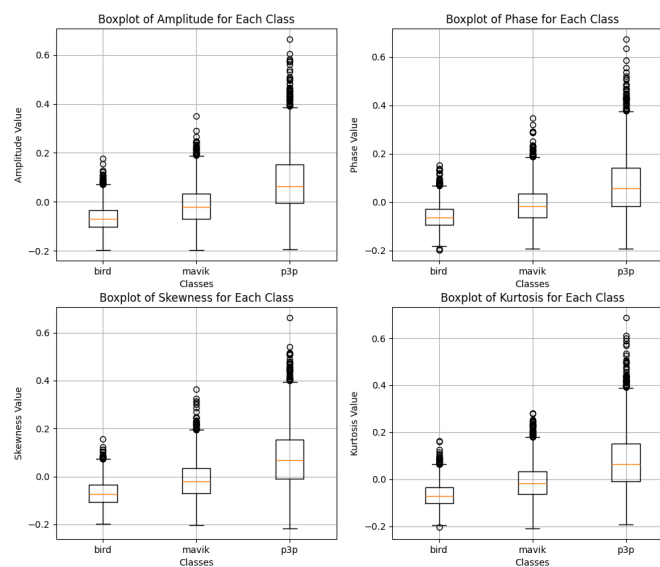 Boxplot of Amplitude for Each Class
Amplitude Value
0.6
0.4
0.2
0.0
−0.2
bird mavik p3p
Classes
Boxplot of Phase for Each Class
Phase Value
0.6
0.4
0.2
0.0
−0.2
bird mavik p3p
Classes
Boxplot of Skewness for Each Class
Skewness Value
0.6
0.4
0.2
0.0
−0.2
bird mavik p3p
Classes
Boxplot of Kurtosis for Each Class
Kurtosis Value
0.6
0.4
0.2
0.0
−0.2
bird mavik p3p
Classes